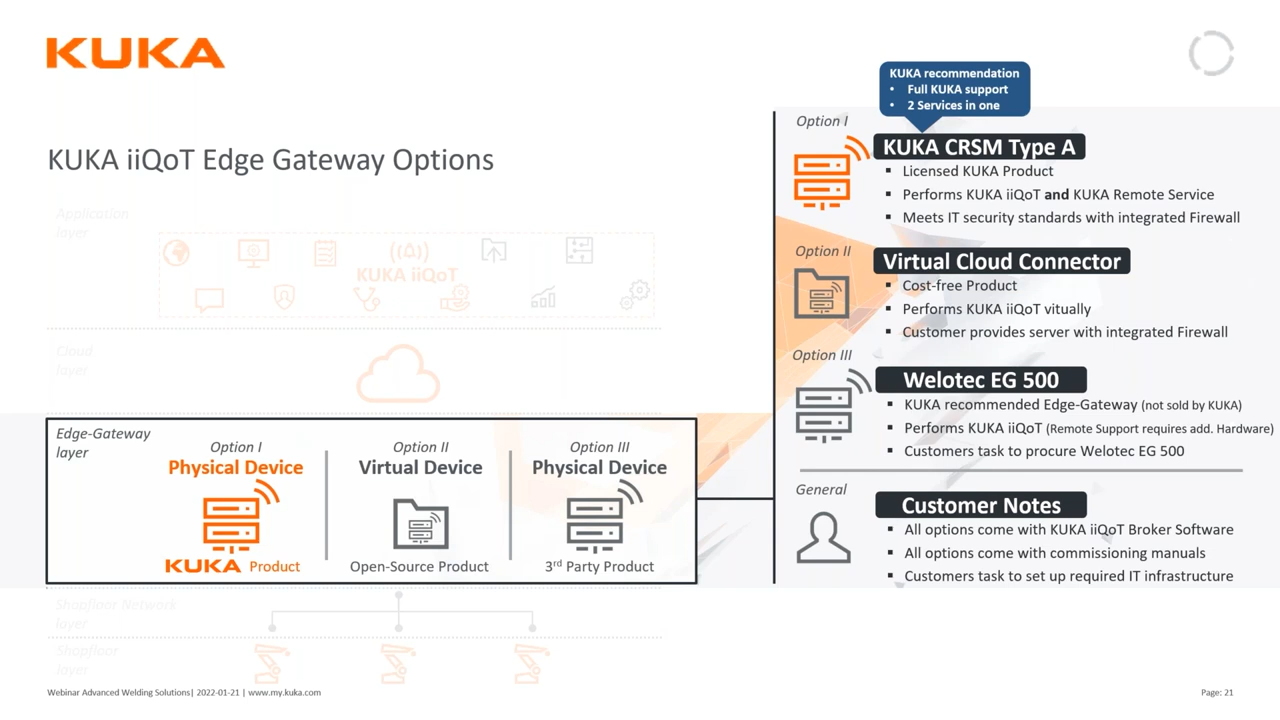 KUKA
KUKA iiQoT Edge Gateway Options
Application
layer
KUKA iiQoT
Cloud
layer
Edge-Gateway
layer
Option I
Physical Device
KUKA Product
Option II
Virtual Device
Open-Source Product
Option III
Physical Device
3rd Party Product
Shopfloor Network
layer
Shopfloor
layer
KUKA recommendation
• Full KUKA support
• 2 Services in one
Option I
KUKA CRSM Type A
▪ Licensed KUKA Product
▪ Performs KUKA iiQoT and KUKA Remote Service
▪ Meets IT security standards with integrated Firewall
Option II
Virtual Cloud Connector
▪ Cost-free Product
▪ Performs KUKA iiQoT vitually
▪ Customer provides server with integrated Firewall
Option III
Welotec EG 500
▪ KUKA recommended Edge-Gateway (not sold by KUKA)
▪ Performs KUKA iiQoT (Remote Support requires add. Hardware)
▪ Customers task to procure Welotec EG 500
General
Customer Notes
▪ All options come with KUKA iiQoT Broker Software
▪ All options come with commissioning manuals
▪ Customers task to set up required IT infrastructure
Webinar Advanced Welding Solutions| 2022-01-21 | www.my.kuka.com
Page: 21